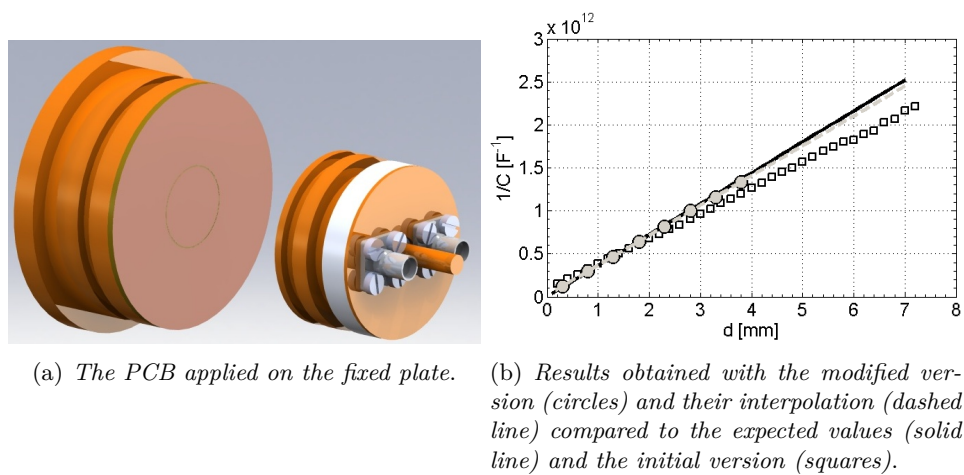 x 10^12
3
2.5
2
1.5
1
0.5
0
1/C [F^-1]
0 1 2 3 4 5 6 7 8
d [mm]
(a) The PCB applied on the fixed plate.
(b) Results obtained with the modified ver-
sion (circles) and their interpolation (dashed
line) compared to the expected values (solid
line) and the initial version (squares).